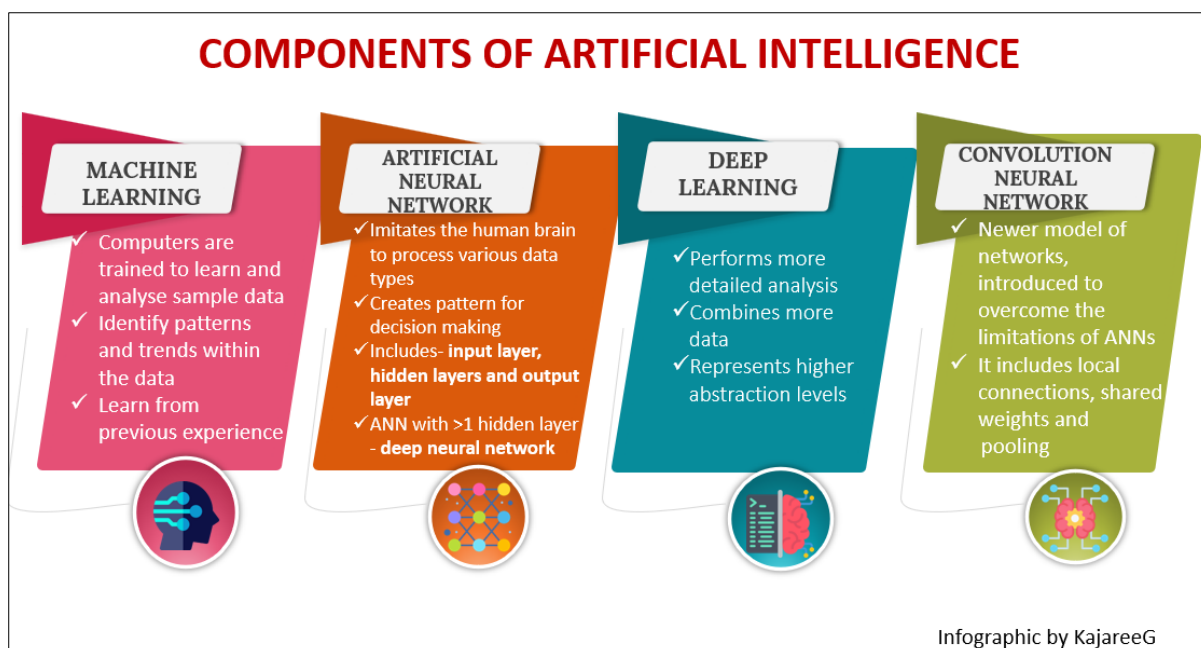 COMPONENTS OF ARTIFICIAL INTELLIGENCE
MACHINE
LEARNING
✓ Computers are
trained to learn and
analyse sample data
✓ Identify patterns
and trends within
the data
✓ Learn from
previous experience
ARTIFICIAL
NEURAL
NETWORK
✓Imitates the human brain
to process various data
types
✓Creates pattern for
decision making
✓Includes- input layer,
hidden layers and output
layer
✓ANN with >1 hidden layer
- deep neural network
DEEP
LEARNING
✓Performs more
detailed analysis
✓Combines more
data
✓Represents higher
abstraction levels
CONVOLUTION
NEURAL
NETWORK
✓ Newer model of
networks,
introduced to
overcome the
limitations of ANNs
✓ It includes local
connections, shared
weights and
pooling
Infographic by KajareeG